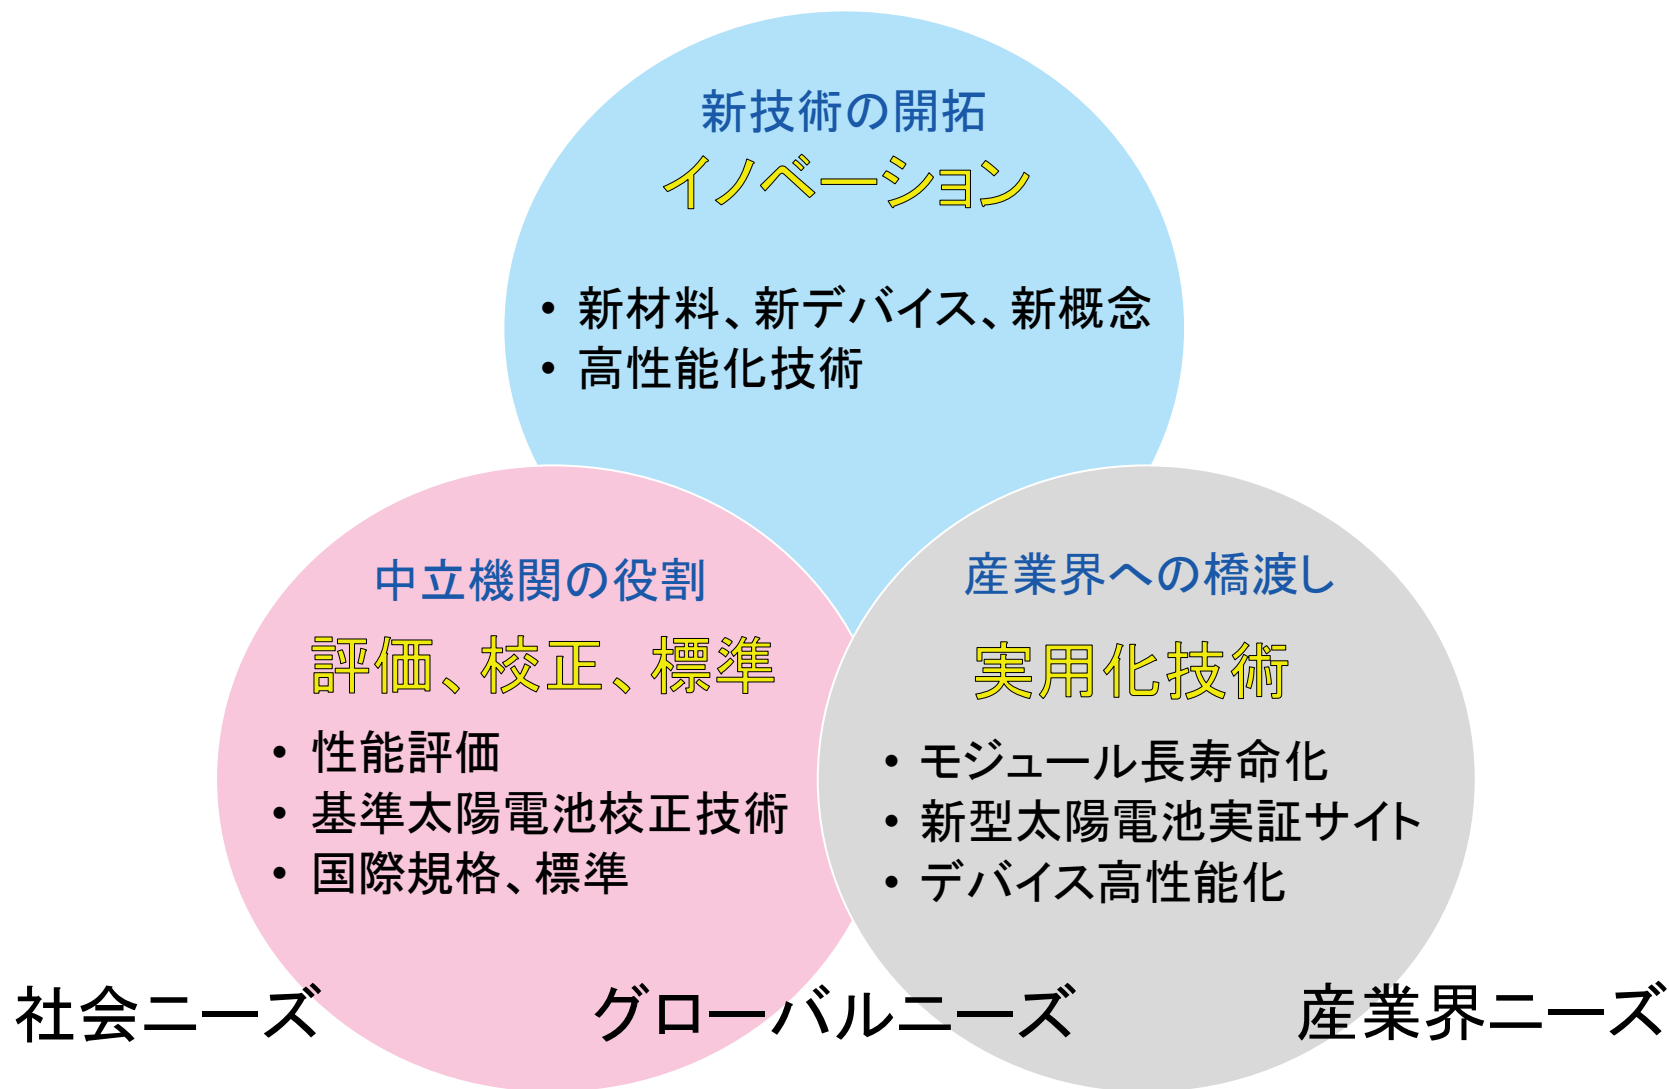 新技術の開拓
イノベーション
• 新材料、新デバイス、新概念
• 高性能化技術
中立機関の役割
評価、校正、標準
• 性能評価
• 基準太陽電池校正技術
• 国際規格、標準
産業界への橋渡し
実用化技術
• モジュール長寿命化
• 新型太陽電池実証サイト
• デバイス高性能化
社会ニーズ
グローバルニーズ
産業界ニーズ